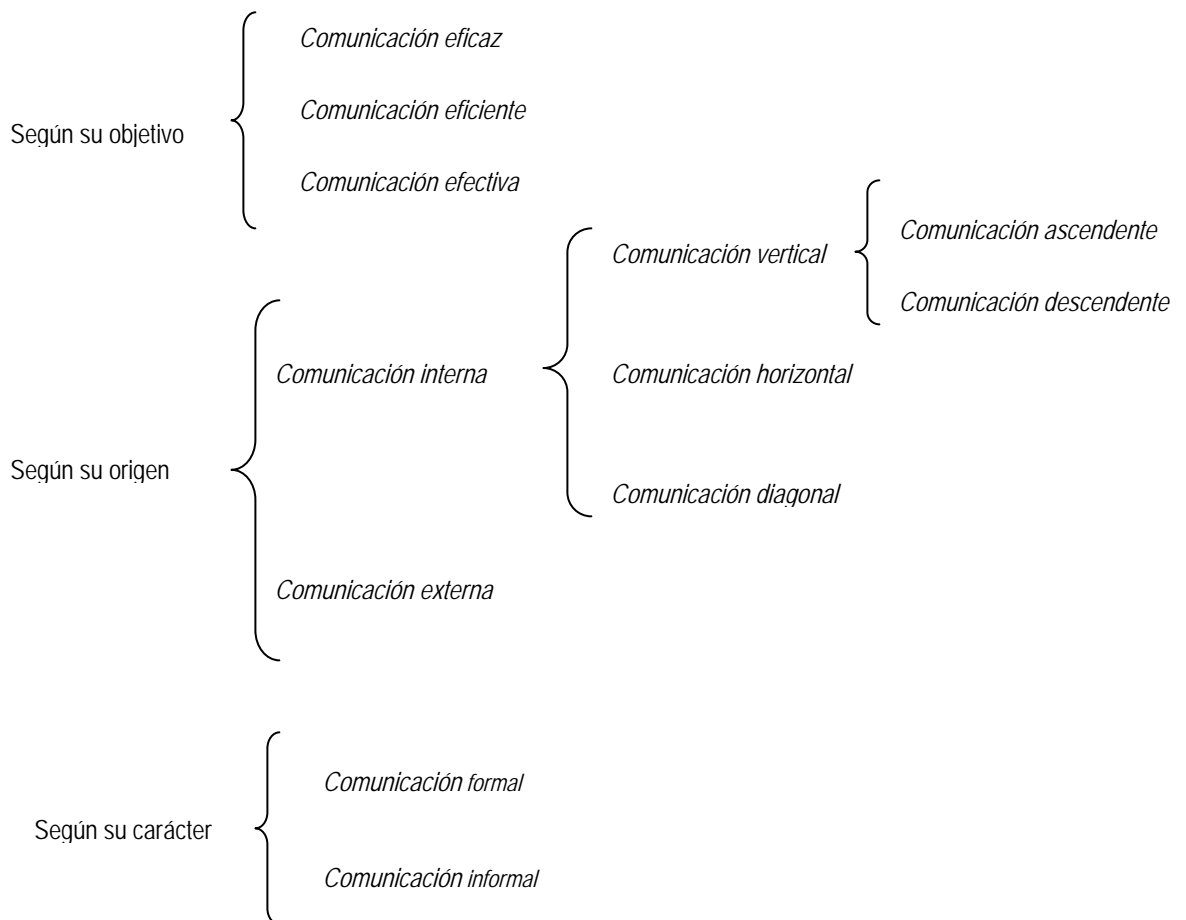 Según su objetivo
Comunicación eficaz
Comunicación eficiente
Comunicación efectiva
Según su origen
Comunicación interna
Comunicación vertical
Comunicación ascendente
Comunicación descendente
Comunicación horizontal
Comunicación diagonal
Comunicación externa
Según su carácter
Comunicación formal
Comunicación informal